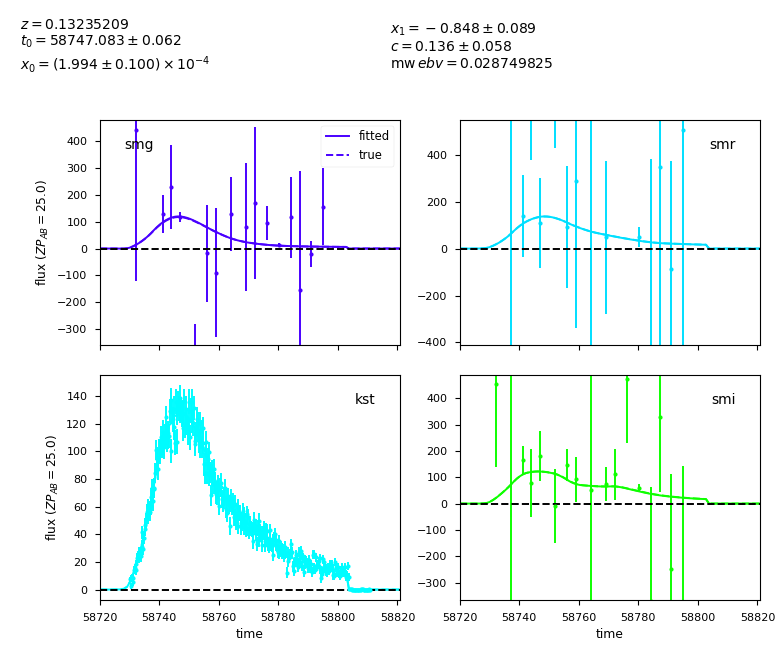 z = 0.13235209
t₀ = 58747.083 ± 0.062
x₀ = (1.994 ± 0.100) × 10⁻⁴
x₁ = −0.848 ± 0.089
c = 0.136 ± 0.058
mw ebv = 0.028749825
smg
fitted
true
400
300
200
100
0
−100
−200
−300
flux (ZP_AB = 25.0)
smr
400
200
0
−200
−400
kst
140
120
100
80
60
40
20
0
flux (ZP_AB = 25.0)
58720 58740 58760 58780 58800 58820
time
smi
400
300
200
100
0
−100
−200
−300
58720 58740 58760 58780 58800 58820
time